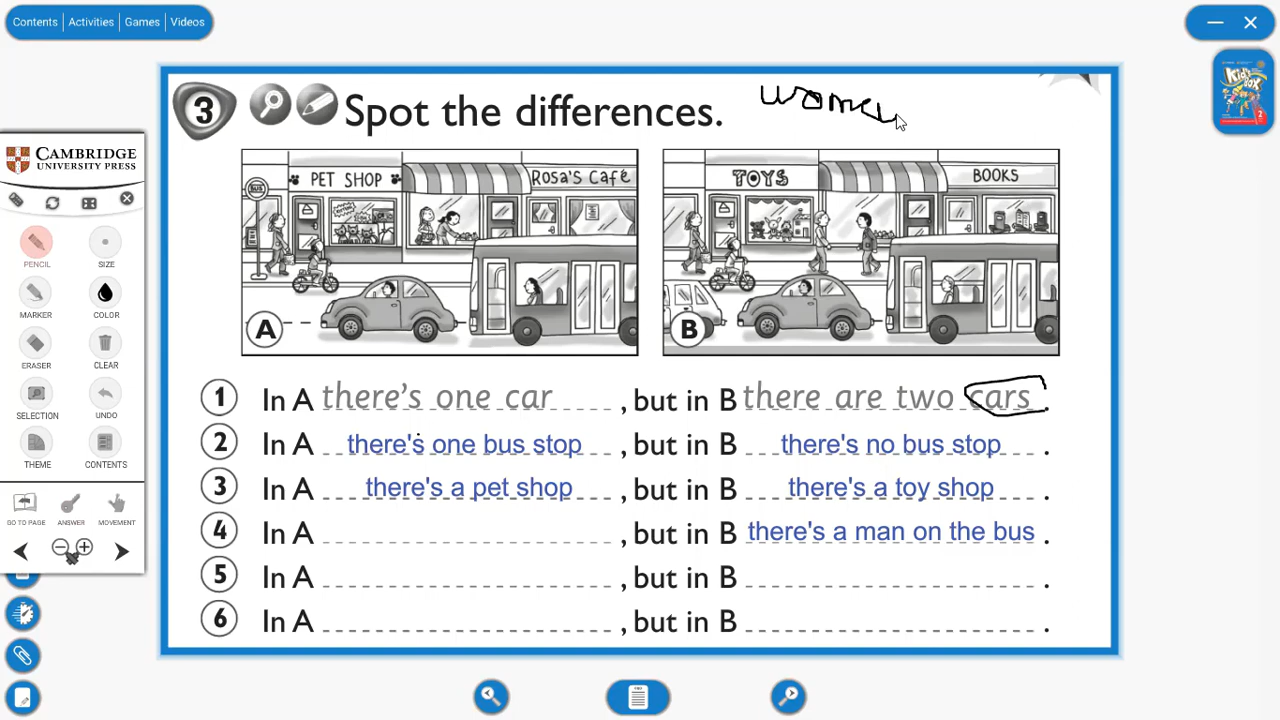 Contents Activities Games Videos
3 Spot the differences. women
CAMBRIDGE
UNIVERSITY PRESS
PENCIL SIZE
MARKER COLOR
ERASER CLEAR
SELECTION UNDO
THEME CONTENTS
GO TO PAGE ANSWER MOVEMENT
BUS PET SHOP ROSA'S Café
TOYS BOOKS
A B
1 In A there's one car, but in B there are two cars.
2 In A there's one bus stop, but in B there's no bus stop.
3 In A there's a pet shop, but in B there's a toy shop.
4 In A, but in B there's a man on the bus.
5 In A, but in B.
6 In A, but in B.
Kid's Box
2